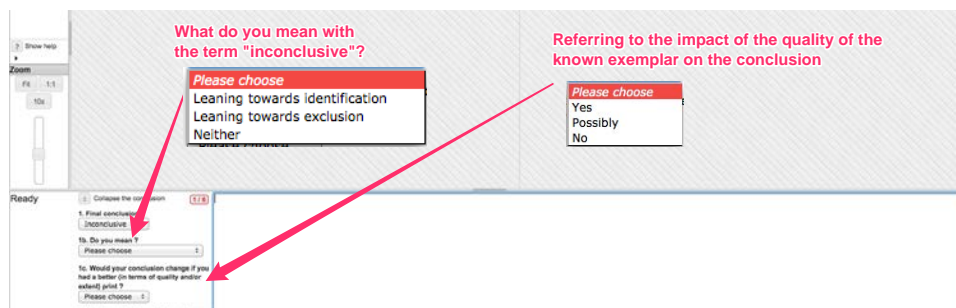 What do you mean with
the term "inconclusive"?
Please choose
Leaning towards identification
Leaning towards exclusion
Neither
Please choose
Referring to the impact of the quality of the
known exemplar on the conclusion
Please choose
Yes
Possibly
No
? Show help
Zoom
Fit 1:1
10x
Ready
Collapse the conclusion
1. Final conclusion
Inconclusive
1b. Do you mean ?
Please choose
1c. Would your conclusion change if you
had a better (in terms of quality and/or
extent) print ?
Please choose